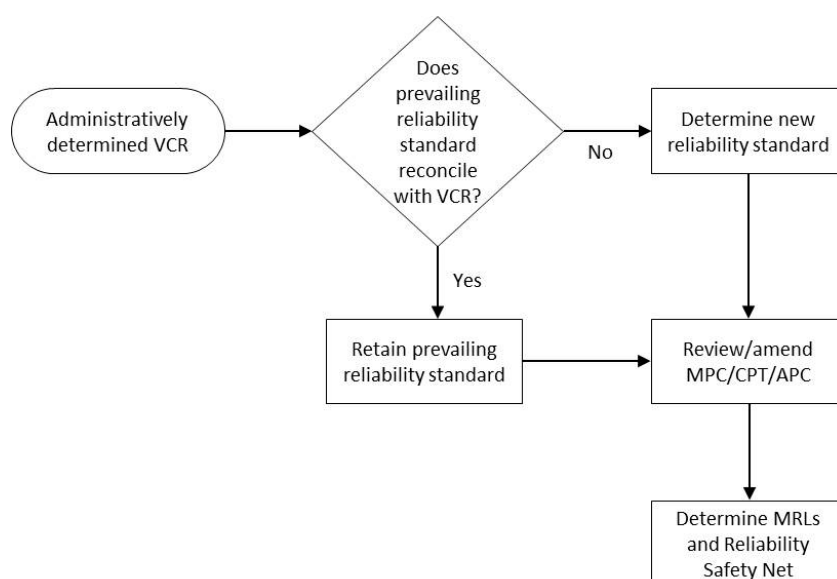 Administratively
determined VCR
Does
prevailing
reliability
standard
reconcile
with VCR?
No
Determine new
reliability standard
Yes
Retain prevailing
reliability standard
Review/amend
MPC/CPT/APC
Determine MRLs
and Reliability
Safety Net